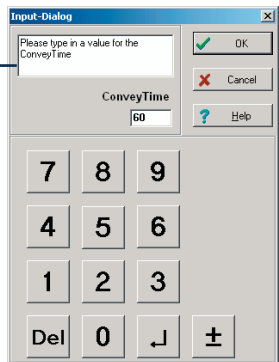 Input-Dialog
Please type in a value for the
ConveyTime
OK
Cancel
Help
ConveyTime
60
7 8 9
4 5 6
1 2 3
Del 0 ↵ ±